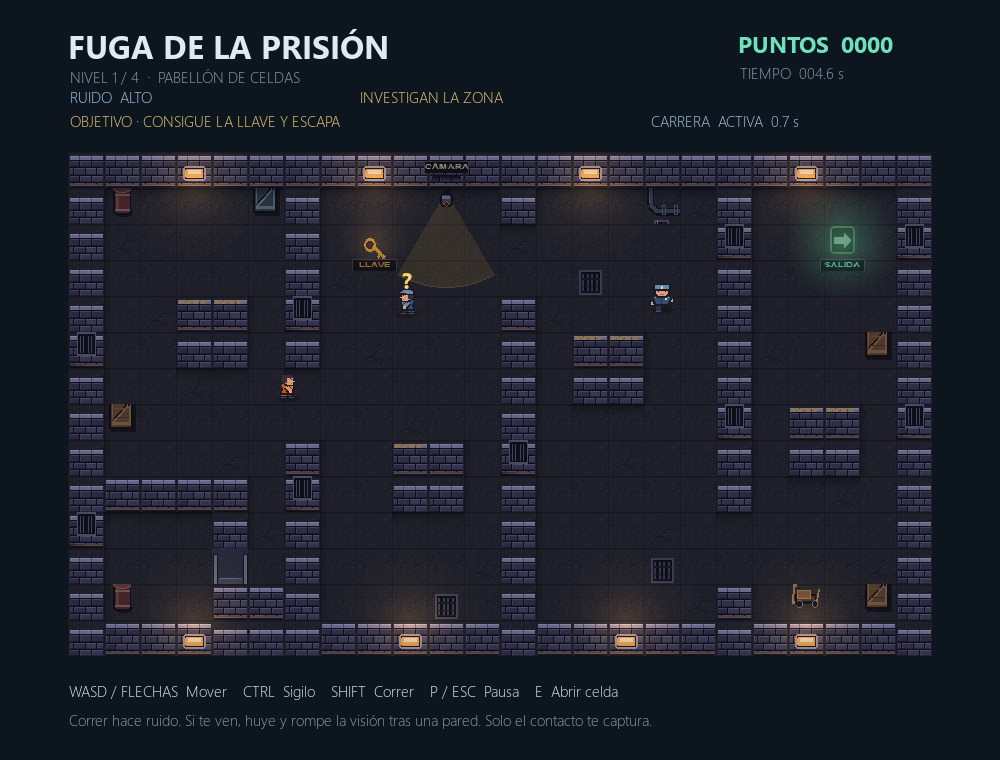 FUGA DE LA PRISIÓN
PUNTOS 0000
NIVEL 1 / 4 · PABELLÓN DE CELDAS
TIEMPO 004.6 s
RUIDO ALTO
INVESTIGAN LA ZONA
OBJETIVO · CONSIGUE LA LLAVE Y ESCAPA
CARRERA ACTIVA 0.7 s
CÁMARA
LLAVE
SALIDA
?
WASD / FLECHAS Mover CTRL Sigilo SHIFT Correr P / ESC Pausa E Abrir celda
Correr hace ruido. Si te ven, huye y rompe la visión tras una pared. Solo el contacto te captura.